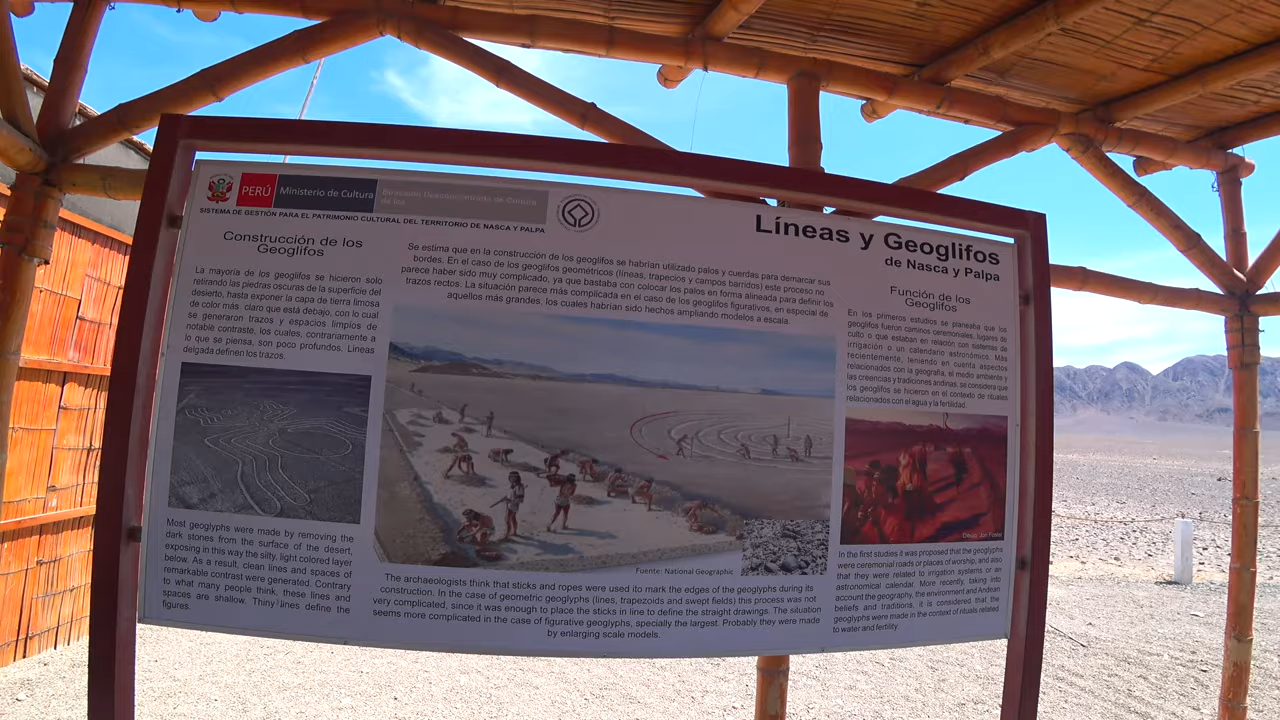 PERÚ
Ministerio de Cultura
Dirección Desconcentrada de Cultura
de Ica
SISTEMA DE GESTIÓN PARA EL PATRIMONIO CULTURAL DEL TERRITORIO DE NASCA Y PALPA
Líneas y Geoglifos
de Nasca y Palpa
Construcción de los
Geoglifos
La mayoría de los geoglifos se hicieron solo
retirando las piedras oscuras de la superficie del
desierto, hasta exponer la capa de tierra limosa
de color más claro que está debajo, con lo cual
se generaron trazos y espacios limpios de
notable contraste, los cuales, contrariamente a
lo que se piensa, son poco profundos. Líneas
delgada definen los trazos.
Most geoglyphs were made by removing the
dark stones from the surface of the desert,
exposing in this way the silty, light colored layer
below. As a result, clean lines and spaces of
remarkable contrast were generated. Contrary
to what many people think, these lines and
spaces are shallow. Thiny lines define the
figures.
Se estima que en la construcción de los geoglifos se habrían utilizado palos y cuerdas para demarcar sus
bordes. En el caso de los geoglifos geométricos (líneas, trapecios y campos barridos) este proceso no
parece haber sido muy complicado, ya que bastaba con colocar los palos en forma alineada para definir los
trazos rectos. La situación parece más complicada en el caso de los geoglifos figurativos, en especial de
aquellos más grandes, los cuales habrían sido hechos ampliando modelos a escala.
Fuente: National Geographic
The archaeologists think that sticks and ropes were used ito mark the edges of the geoglyphs during its
construction. In the case of geometric geoglyphs (lines, trapezoids and swept fields) this process was not
very complicated, since it was enough to place the sticks in line to define the straight drawings. The situation
seems more complicated in the case of figurative geoglyphs, specially the largest. Probably they were made
by enlarging scale models.
Función de los
Geoglifos
En los primeros estudios se planeaba que los
geoglifos fueron caminos ceremoniales, lugares de
culto o que estaban en relación con sistemas de
irrigación o un calendario astronómico. Más
recientemente, teniendo en cuenta aspectos
relacionados con la geografía, el medio ambiente y
las creencias y tradiciones andinas, se considera que
los geoglifos se hicieron en el contexto de rituales
relacionados con el agua y la fertilidad.
Dibujo: Jon Foster
In the first studies it was proposed that the geoglyphs
were ceremonial roads or places of worship, and also
that they were related to irrigation systems or an
astronomical calendar. More recently, taking into
account the geography, the environment and Andean
beliefs and traditions, it is considered, that the
geoglyphs were made in the context of rituals related
to water and fertility.